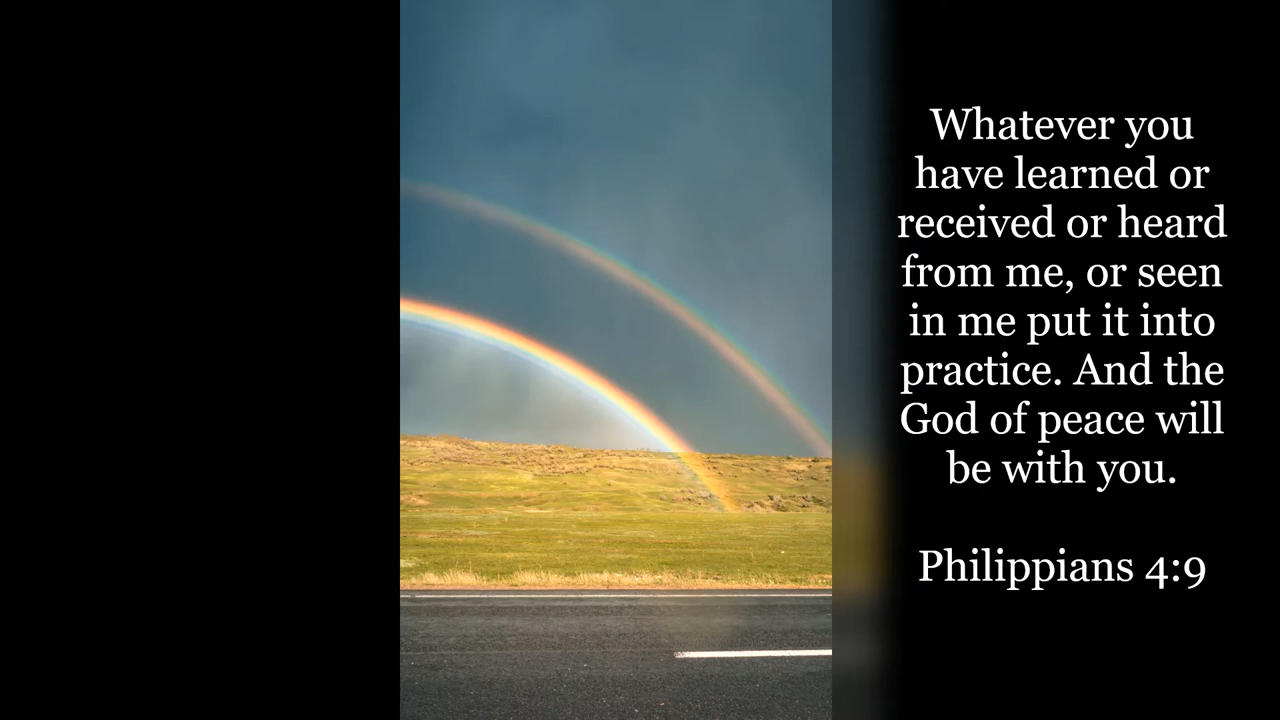 Whatever you
have learned or
received or heard
from me, or seen
in me put it into
practice. And the
God of peace will
be with you.
Philippians 4:9